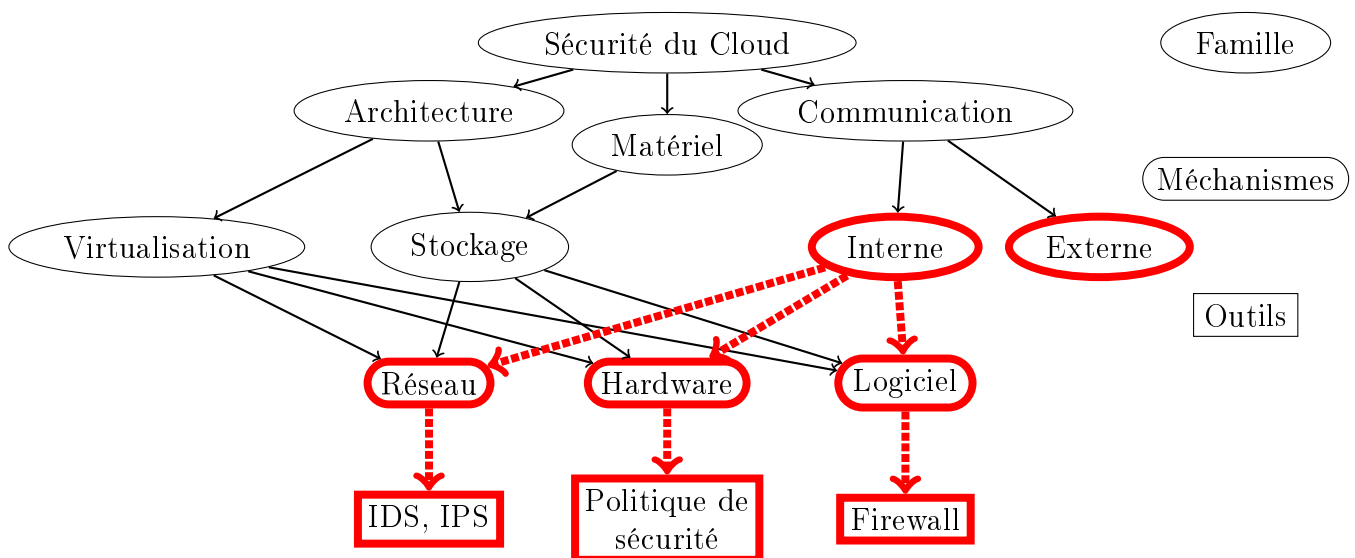 Sécurité du Cloud
Famille
Architecture
Communication
Matériel
Méchanismes
Virtualisation
Stockage
Interne
Externe
Outils
Réseau
Hardware
Logiciel
IDS, IPS
Politique de
sécurité
Firewall